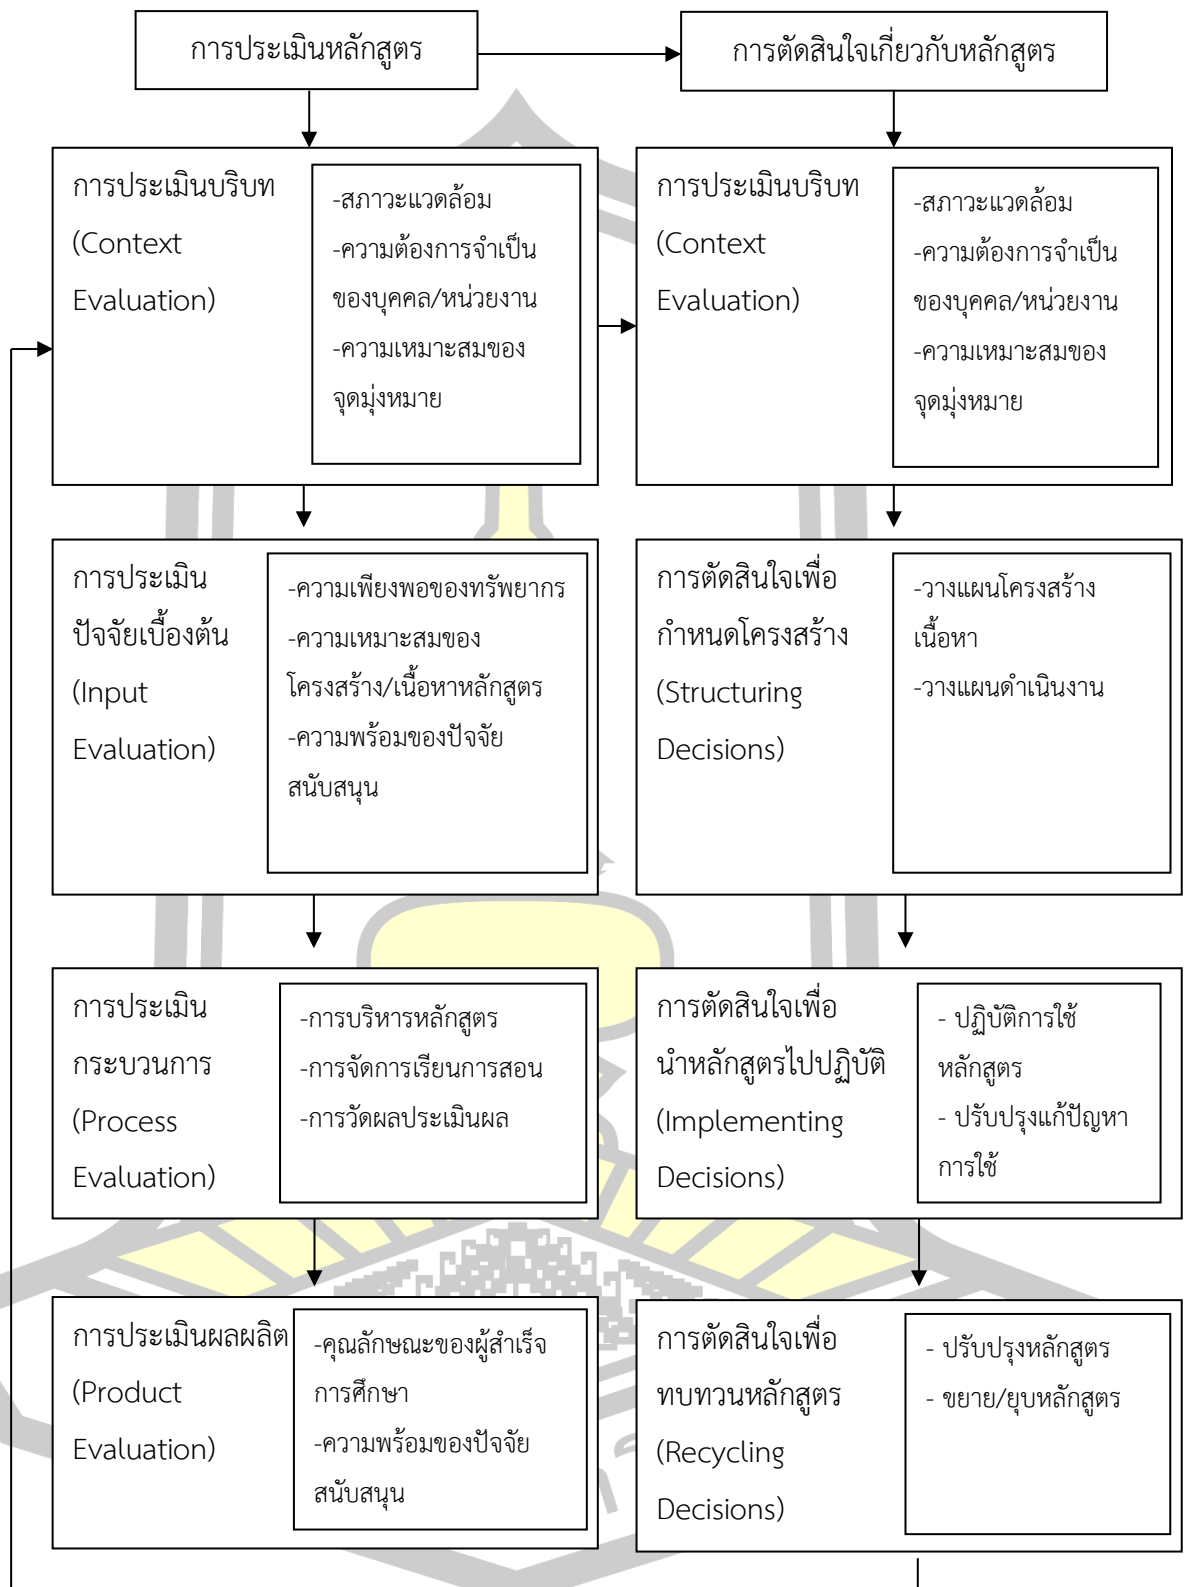 การประเมินหลักสูตร
การตัดสินใจเกี่ยวกับหลักสูตร
การประเมินบริบท
(Context
Evaluation)
-สภาวะแวดล้อม
-ความต้องการจำเป็น
ของบุคคล/หน่วยงาน
-ความเหมาะสมของ
จุดมุ่งหมาย
การประเมินบริบท
(Context
Evaluation)
-สภาวะแวดล้อม
-ความต้องการจำเป็น
ของบุคคล/หน่วยงาน
-ความเหมาะสมของ
จุดมุ่งหมาย
การประเมิน
ปัจจัยเบื้องต้น
(Input
Evaluation)
-ความเพียงพอของทรัพยากร
-ความเหมาะสมของ
โครงสร้าง/เนื้อหาหลักสูตร
-ความพร้อมของปัจจัย
สนับสนุน
การตัดสินใจเพื่อ
กำหนดโครงสร้าง
(Structuring
Decisions)
-วางแผนโครงสร้าง
เนื้อหา
-วางแผนดำเนินงาน
การประเมิน
กระบวนการ
(Process
Evaluation)
-การบริหารหลักสูตร
-การจัดการเรียนการสอน
-การวัดผลประเมินผล
การตัดสินใจเพื่อ
นำหลักสูตรไปปฏิบัติ
(Implementing
Decisions)
- ปฏิบัติการใช้
หลักสูตร
- ปรับปรุงแก้ปัญหา
การใช้
การประเมินผลผลิต
(Product
Evaluation)
-คุณลักษณะของผู้สำเร็จ
การศึกษา
-ความพร้อมของปัจจัย
สนับสนุน
การตัดสินใจเพื่อ
ทบทวนหลักสูตร
(Recycling
Decisions)
- ปรับปรุงหลักสูตร
- ขยาย/ยุบหลักสูตร